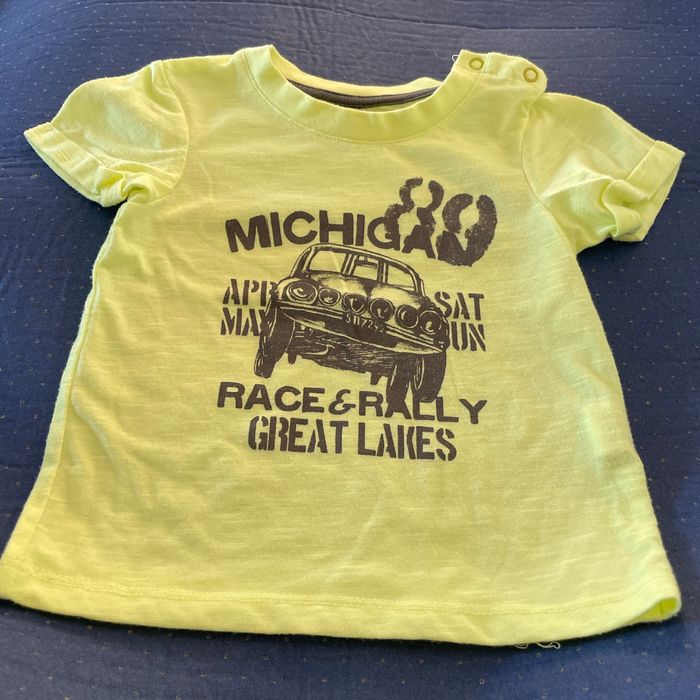 89
MICHIGAN
APR SAT
MAY SUN
RACE & RALLY
GREAT LAKES